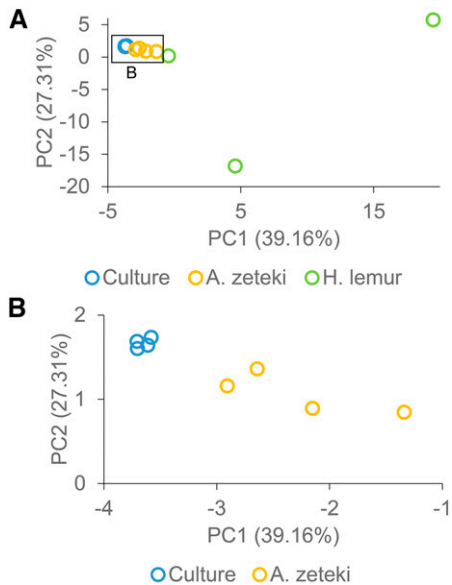 A
5
0
-5
-10
-15
-20
PC2 (27.31%)
B
-5
5
15
PC1 (39.16%)
Culture A. zeteki H. lemur
B
2
1
0
PC2 (27.31%)
-4
-3
-2
-1
PC1 (39.16%)
Culture A. zeteki